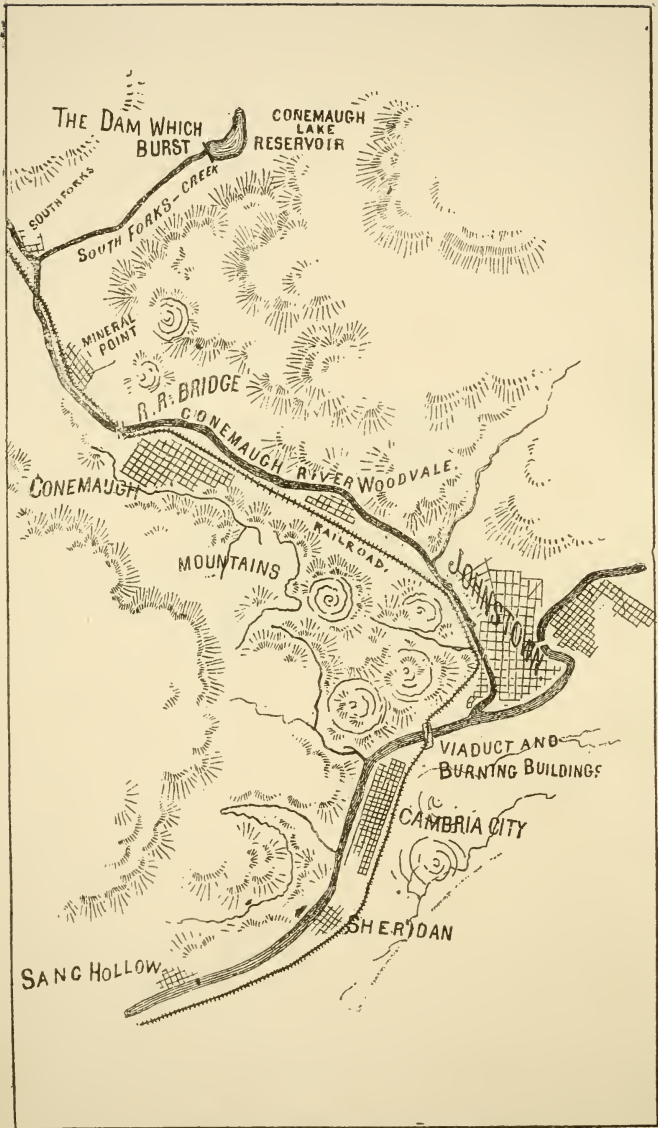 THE DAM WHICH
BURST
CONEMAUGH
LAKE
RESERVOIR
SOUTH FORKS
SOUTH FORKS-CREEK
MINERAL
POINT
R.R. BRIDGE
CONEMAUGH RIVER
WOODVALE.
CONEMAUGH
RAILROAD.
MOUNTAINS
JOHNSTOWN.
VIADUCT AND
BURNING BUILDINGS
CAMBRIA CITY
SHERIDAN
SANG HOLLOW